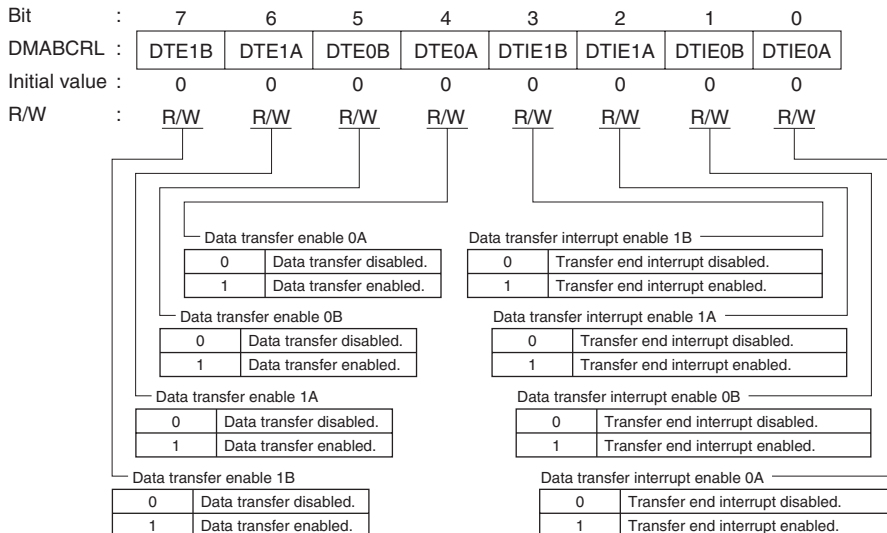 Bit : 7 6 5 4 3 2 1 0
DMABCRL : DTE1B DTE1A DTE0B DTE0A DTIE1B DTIE1A DTIE0B DTIE0A
Initial value : 0 0 0 0 0 0 0 0
R/W : R/W R/W R/W R/W R/W R/W R/W R/W
Data transfer enable 0A
0 Data transfer disabled.
1 Data transfer enabled.
Data transfer interrupt enable 1B
0 Transfer end interrupt disabled.
1 Transfer end interrupt enabled.
Data transfer enable 0B
0 Data transfer disabled.
1 Data transfer enabled.
Data transfer interrupt enable 1A
0 Transfer end interrupt disabled.
1 Transfer end interrupt enabled.
Data transfer enable 1A
0 Data transfer disabled.
1 Data transfer enabled.
Data transfer interrupt enable 0B
0 Transfer end interrupt disabled.
1 Transfer end interrupt enabled.
Data transfer enable 1B
0 Data transfer disabled.
1 Data transfer enabled.
Data transfer interrupt enable 0A
0 Transfer end interrupt disabled.
1 Transfer end interrupt enabled.